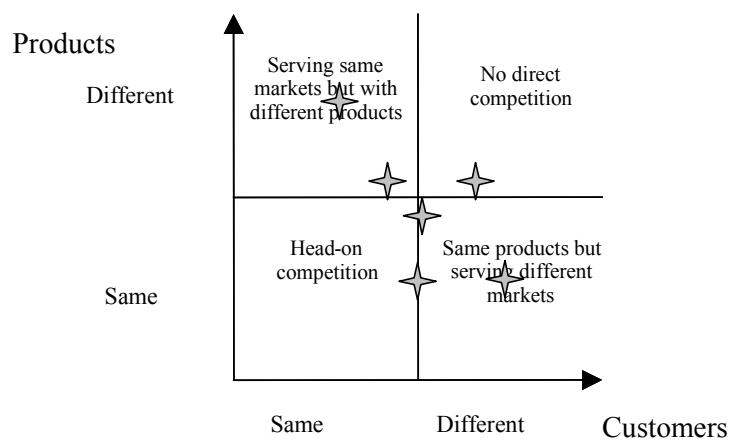 Products
Different
Serving same
markets but with
different products
No direct
competition
Head-on
competition
Same products but
serving different
markets
Same
Same
Different
Customers